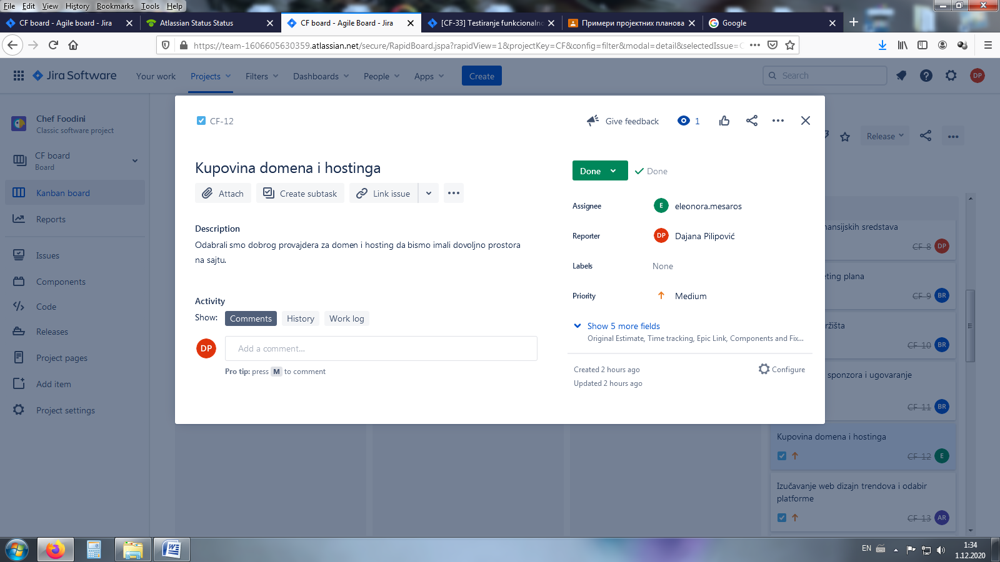 File Edit View History Bookmarks Tools Help
CF board - Agile board - Jira
Atlassian Status Status
CF board - Agile Board - Jira
[CF-33] Testiranje funkcionalno
Примери пројектних планова
Google
https://team-1606605630359.atlassian.net/secure/RapidBoard.jspa?rapidView=1&projectKey=CF&config=filter&modal=detail&selectedIssue=C
Jira Software
Your work
Projects
Filters
Dashboards
People
Apps
Create
Search
DP
Chef Foodini
Classic software project
CF board
Board
Kanban board
Reports
Issues
Components
Code
Releases
Project pages
Add item
Project settings
Release
CF-12
Give feedback
1
Kupovina domena i hostinga
Attach
Create subtask
Link issue
Description
Odabrali smo dobrog provajdera za domen i hosting da bismo imali dovoljno prostora
na sajtu.
Activity
Show: Comments History Work log
DP
Add a comment...
Pro tip: press M to comment
Done
Done
Assignee
E
eleonora.mesaros
Reporter
DP
Dajana Pilipović
Labels
None
Priority
Medium
Show 5 more fields
Original Estimate, Time tracking, Epic Link, Components and Fix...
Created 2 hours ago
Configure
Updated 2 hours ago
ansijskih sredstava
CF-8
DP
eting plana
CF-9
BR
ržišta
CF-10
BR
sponzora i ugovaranje
CF-11
BR
Kupovina domena i hostinga
CF-12
E
Izučavanje web dizajn trendova i odabir
platforme
CF-13
AR
EN
1:34
1.12.2020